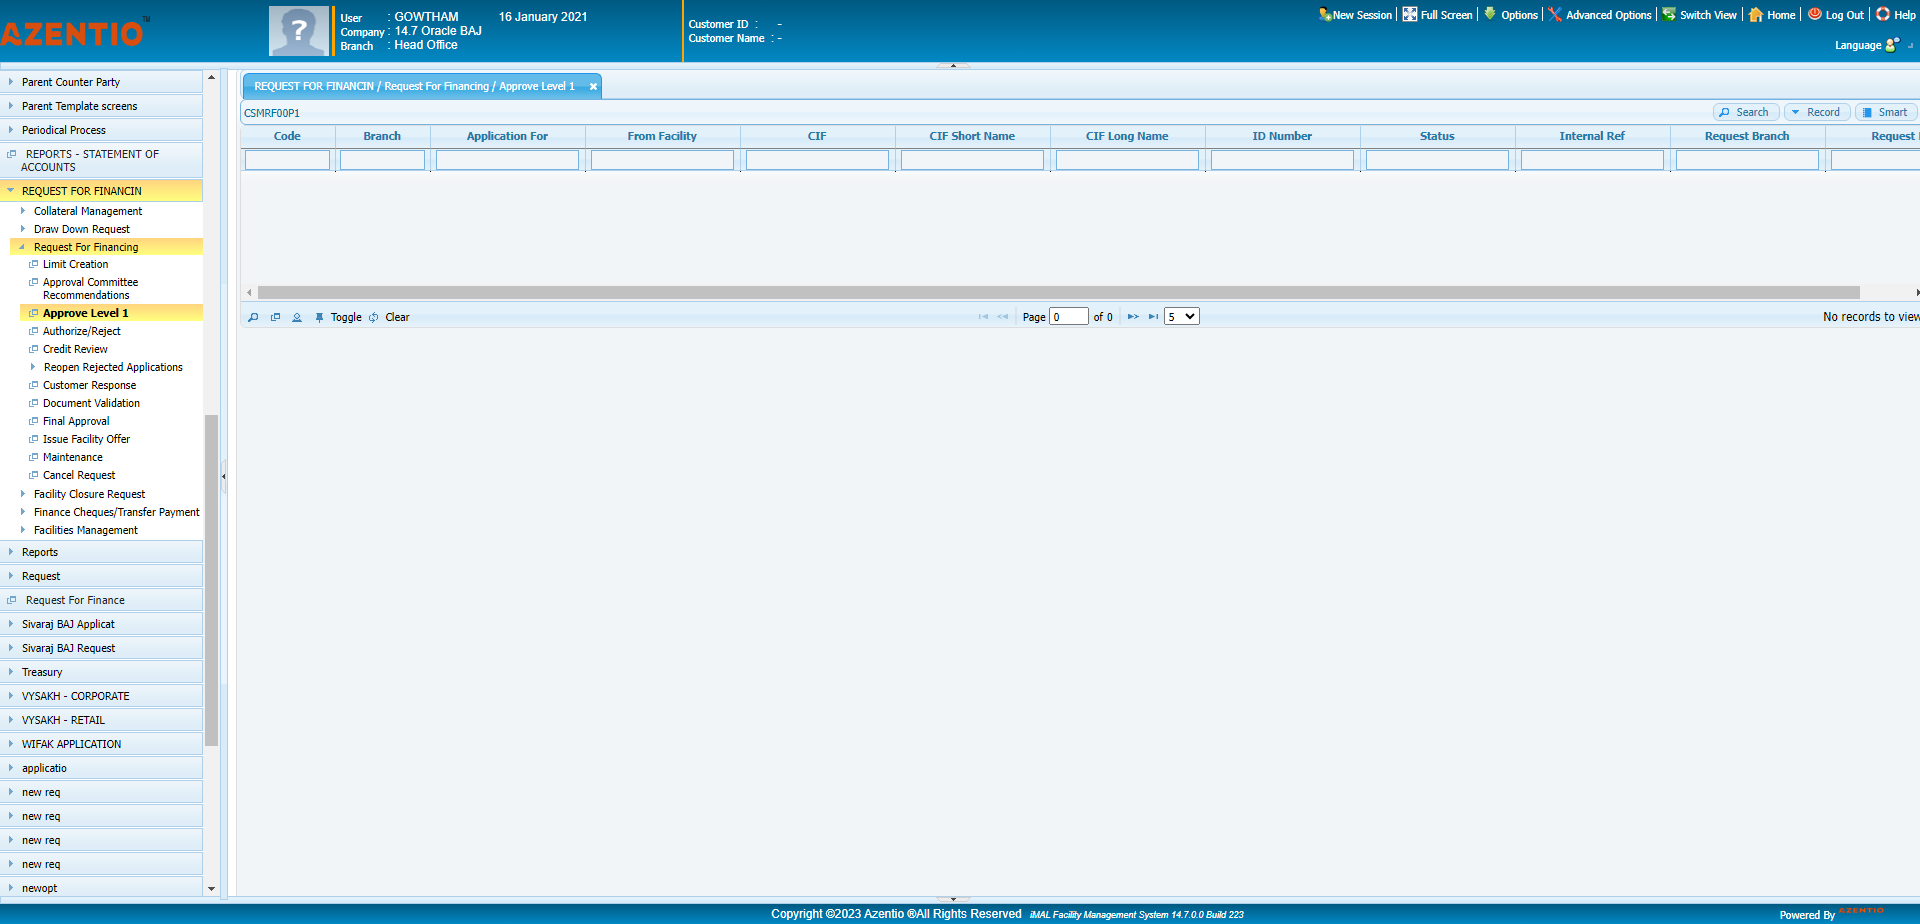 AZENTIO™
User : GOWTHAM 16 January 2021
Company : 14.7 Oracle BAJ
Branch : Head Office
Customer ID : -
Customer Name : -
New Session Full Screen Options Advanced Options Switch View Home Log Out Help
Language
Parent Counter Party
Parent Template screens
Periodical Process
REPORTS - STATEMENT OF
ACCOUNTS
REQUEST FOR FINANCIN
Collateral Management
Draw Down Request
Request For Financing
Limit Creation
Approval Committee
Recommendations
Approve Level 1
Authorize/Reject
Credit Review
Reopen Rejected Applications
Customer Response
Document Validation
Final Approval
Issue Facility Offer
Maintenance
Cancel Request
Facility Closure Request
Finance Cheques/Transfer Payment
Facilities Management
Reports
Request
Request For Finance
Sivaraj BAJ Applicat
Sivaraj BAJ Request
Treasury
VYSAKH - CORPORATE
VYSAKH - RETAIL
WIFAK APPLICATION
applicatio
new req
new req
new req
new req
newopt
REQUEST FOR FINANCIN / Request For Financing / Approve Level 1
CSMRF00P1
Search Record Smart
Code Branch Application For From Facility CIF CIF Short Name CIF Long Name ID Number Status Internal Ref Request Branch Request
Toggle Clear
Page 0 of 0 5
No records to view
Copyright ©2023 Azentio ®All Rights Reserved iMAL Facility Management System 14.7.0.0 Build 223
Powered By AZENTIO